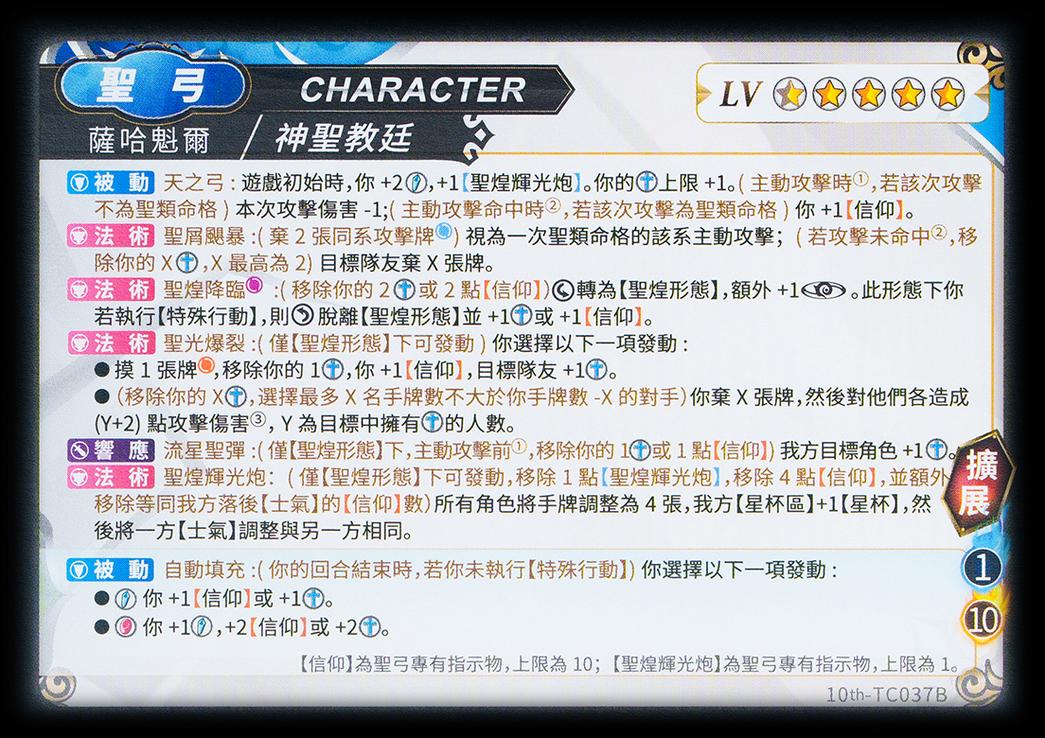 聖弓 CHARACTER LV
薩哈魁爾 / 神聖教廷
被動 天之弓:遊戲初始時,你 +2,+1【聖煌輝光炮】。你的上限 +1。( 主動攻擊時①,若該次攻擊
不為聖類命格 ) 本次攻擊傷害 -1;( 主動攻擊命中時②,若該次攻擊為聖類命格 ) 你 +1【信仰】。
法術 聖屑颶暴:( 棄 2 張同系攻擊牌) 視為一次聖類命格的該系主動攻擊; ( 若攻擊未命中②,移
除你的 X,X 最高為 2) 目標隊友棄 X 張牌。
法術 聖煌降臨 :( 移除你的 2或 2 點【信仰】)轉為【聖煌形態】,額外 +1。此形態下你
若執行【特殊行動】,則脫離【聖煌形態】並 +1或 +1【信仰】。
法術 聖光爆裂:( 僅【聖煌形態】下可發動 ) 你選擇以下一項發動 :
●摸 1 張牌,移除你的 1,你 +1【信仰】,目標隊友 +1。
●(移除你的 X,選擇最多 X 名手牌數不大於你手牌數 -X 的對手)你棄 X 張牌,然後對他們各造成
(Y+2) 點攻擊傷害③, Y 為目標中擁有的人數。
響應 流星聖彈:( 僅【聖煌形態】下,主動攻擊前①,移除你的 1或 1 點【信仰】) 我方目標角色 +1。
法術 聖煌輝光炮: ( 僅【聖煌形態】下可發動,移除 1 點【聖煌輝光炮】,移除 4 點【信仰】,並額外
移除等同我方落後【士氣】的【信仰】數)所有角色將手牌調整為 4 張,我方【星杯區】+1【星杯】,然
後將一方【士氣】調整與另一方相同。
擴展
被動 自動填充:( 你的回合結束時,若你未執行【特殊行動】) 你選擇以下一項發動 :
1
● 你 +1【信仰】或 +1。
● 你 +1,+2【信仰】或 +2。
10
【信仰】為聖弓專有指示物,上限為 10; 【聖煌輝光炮】為聖弓專有指示物,上限為 1。
10th-TC037B